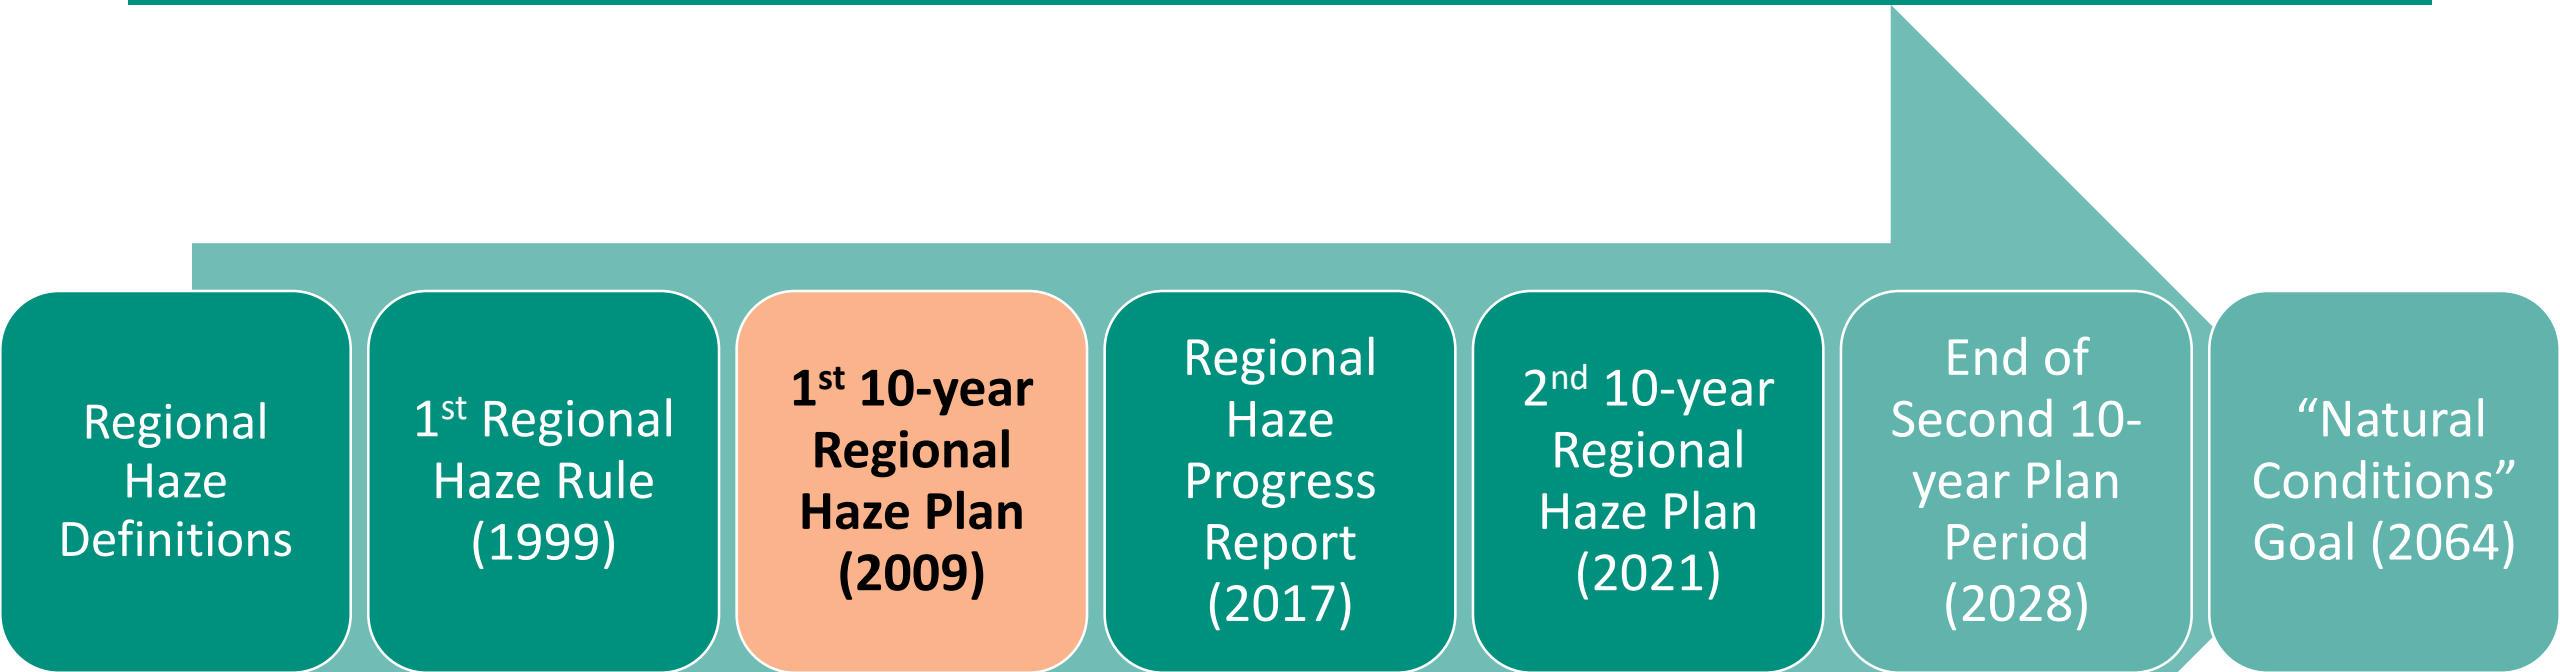 Regional
Haze
Definitions
1st Regional
Haze Rule
(1999)
1st 10-year
Regional
Haze Plan
(2009)
Regional
Haze
Progress
Report
(2017)
2nd 10-year
Regional
Haze Plan
(2021)
End of
Second 10-
year Plan
Period
(2028)
“Natural
Conditions”
Goal (2064)